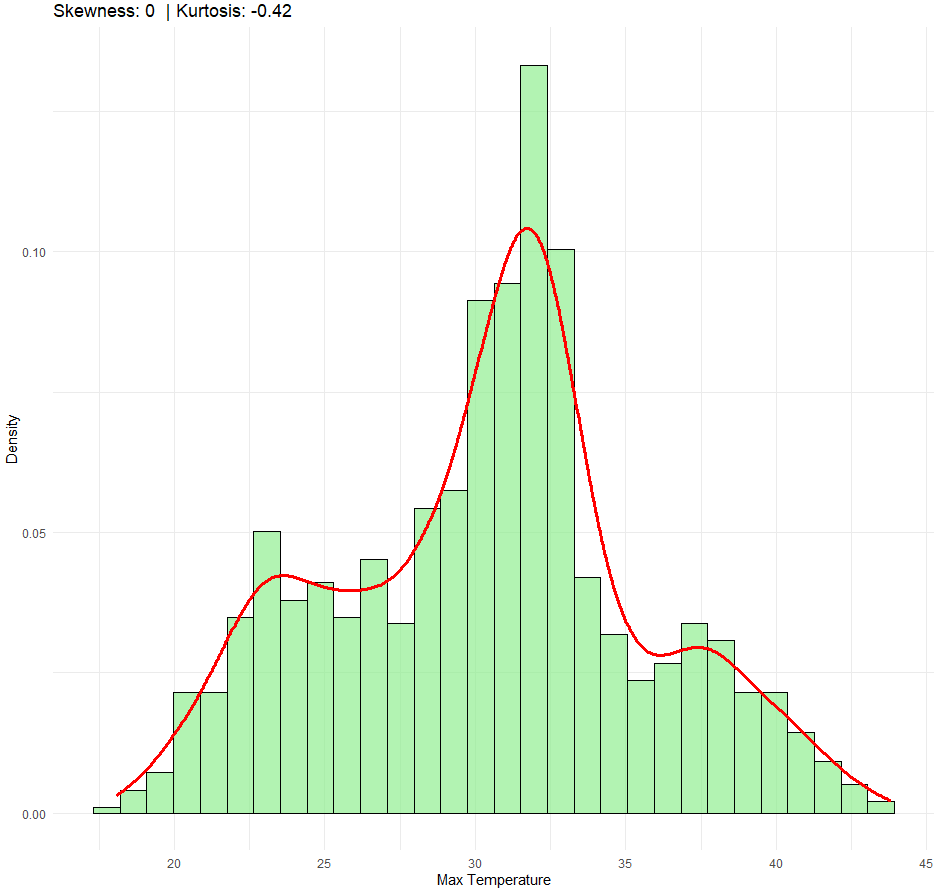 Skewness: 0 | Kurtosis: -0.42
Density
0.10
0.05
0.00
20 25 30 35 40 45
Max Temperature